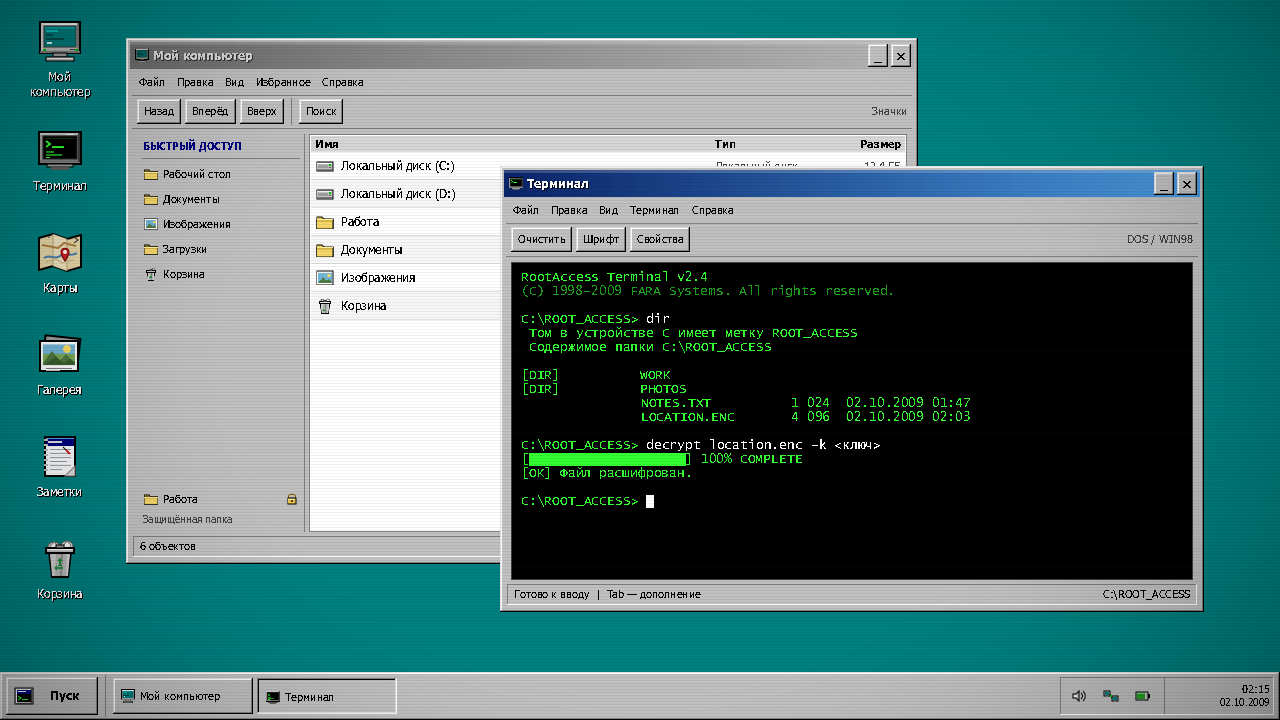 Мой
компьютер
Терминал
Карты
Галерея
Заметки
Корзина
Мой компьютер
Файл Правка Вид Избранное Справка
Назад Вперёд Вверх Поиск Значки
БЫСТРЫЙ ДОСТУП
Рабочий стол
Документы
Изображения
Загрузки
Корзина
Работа
Защищённая папка
Имя Тип Размер
Локальный диск (C:) Локальный диск
Локальный диск (D:)
Работа
Документы
Изображения
Корзина
6 объектов
Терминал
Файл Правка Вид Терминал Справка
Очистить Шрифт Свойства DOS / WIN98
RootAccess Terminal v2.4
(C) 1998-2009 FARA Systems. All rights reserved.
C:\ROOT_ACCESS> dir
Том в устройстве C имеет метку ROOT_ACCESS
Содержимое папки C:\ROOT_ACCESS
[DIR] WORK
[DIR] PHOTOS
NOTES.TXT 1 024 02.10.2009 01:47
LOCATION.ENC 4 096 02.10.2009 02:03
C:\ROOT_ACCESS> decrypt location.enc -k <ключ>
[ ] 100% COMPLETE
[OK] Файл расшифрован.
C:\ROOT_ACCESS>
Готово к вводу | Tab — дополнение C:\ROOT_ACCESS
Пуск Мой компьютер Терминал
02:15
02.10.2009